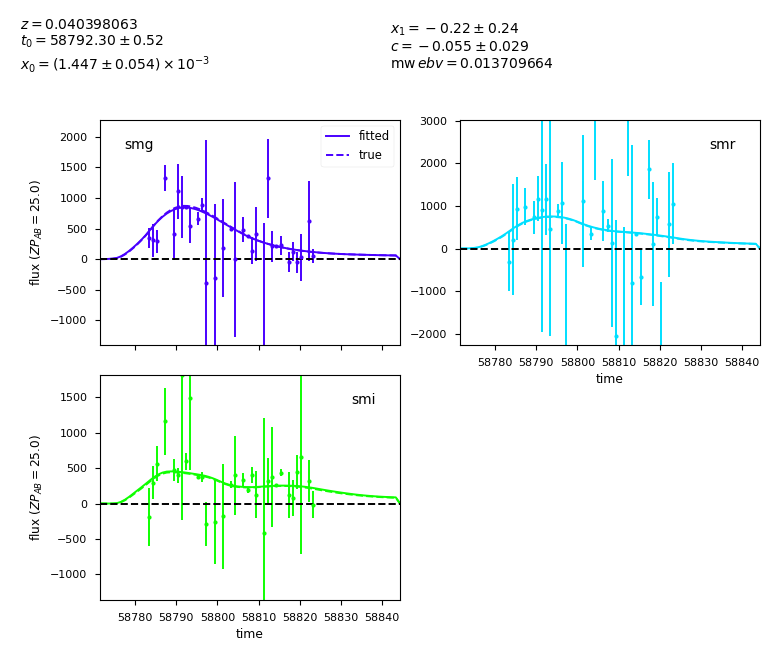 z = 0.040398063
t₀ = 58792.30 ± 0.52
x₀ = (1.447 ± 0.054) × 10⁻³
x₁ = −0.22 ± 0.24
c = −0.055 ± 0.029
mw ebv = 0.013709664
smg
fitted
true
2000
1500
1000
500
0
−500
−1000
flux (ZP_AB = 25.0)
smr
3000
2000
1000
0
−1000
−2000
58780 58790 58800 58810 58820 58830 58840
time
smi
1500
1000
500
0
−500
−1000
flux (ZP_AB = 25.0)
58780 58790 58800 58810 58820 58830 58840
time